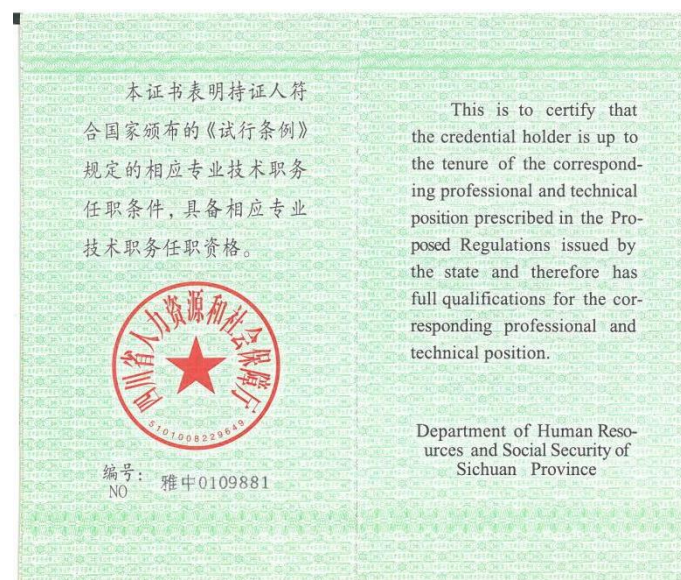 本证书表明持证人符
合国家颁布的《试行条例》
规定的相应专业技术职务
任职条件，具备相应专业
技术职务任职资格。
四川省人力资源和社会保障厅
5101008229649
编号：
NO
雅中0109881
This is to certify that
the credential holder is up to
the tenure of the correspond-
ing professional and technical
position prescribed in the Pro-
posed Regulations issued by
the state and therefore has
full qualifications for the cor-
responding professional and
technical position.
Department of Human Reso-
urces and Social Security of
Sichuan Province